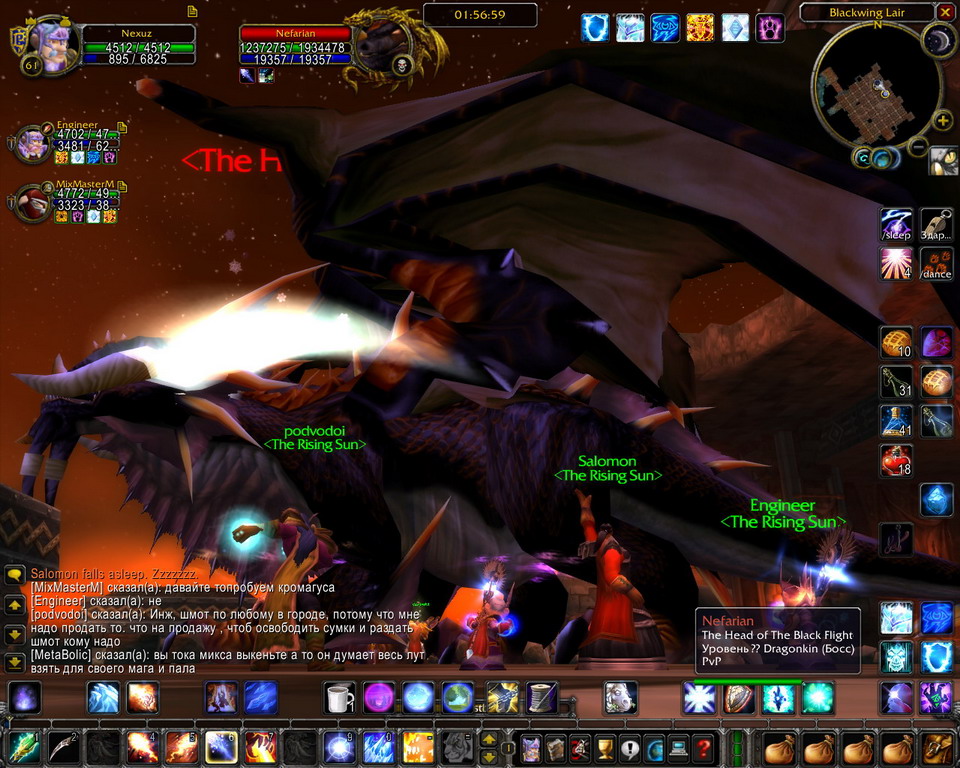 01:56:59
Blackwing Lair
N
Nexuz
4512 / 4512
895 / 6825
61
Nefarian
1237275 / 1934478
19357 / 19357
Engineer
4702 / 47...
3481 / 62...
MixMasterM
4772 / 49...
3323 / 38...
<The H
/sleep
Здар...
4
/dance
10
31
41
18
podvodoi
<The Rising Sun>
Salomon
<The Rising Sun>
Engineer
<The Rising Sun>
Salomon falls asleep. Zzzzzzz.
[MixMasterM] сказал(а): давайте топробуем кромагуса
[Engineer] сказал(а): не
[podvodoi] сказал(а): Инж, шмот по любому в городе, потому что мне
надо продать то. что на продажу , чтоб освободить сумки и раздать
шмот кому надо
[MetaBolic] сказал(а): вы тока микса выкеньте а то он думает весь лут
взять для своего мага и пала
Nefarian
The Head of The Black Flight
Уровень ?? Dragonkin (Босс)
PvP